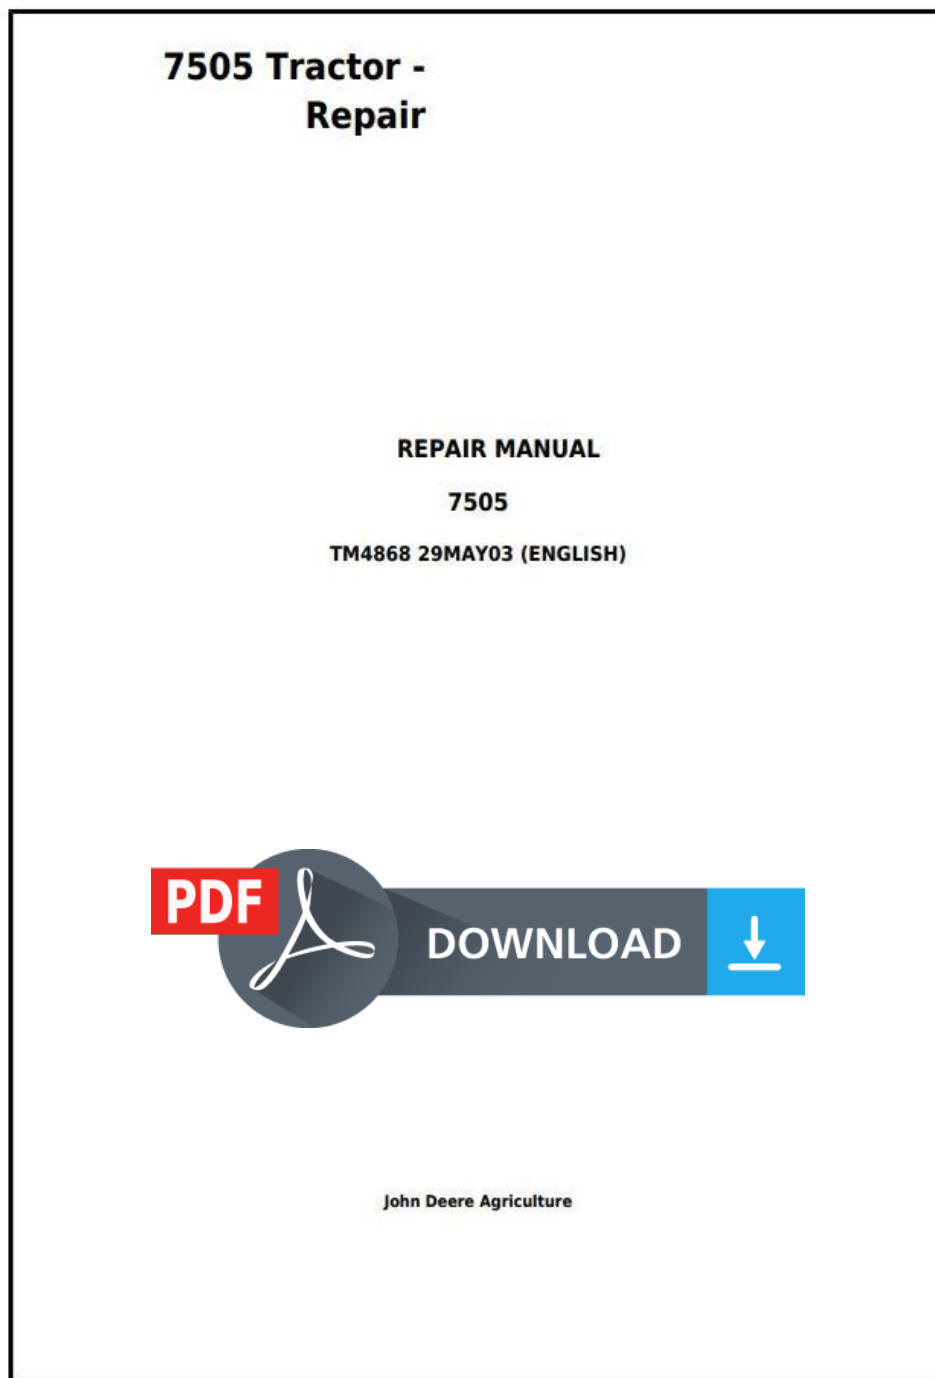 7505 Tractor -
Repair
REPAIR MANUAL
7505
TM4868 29MAY03 (ENGLISH)
PDF
DOWNLOAD
John Deere Agriculture